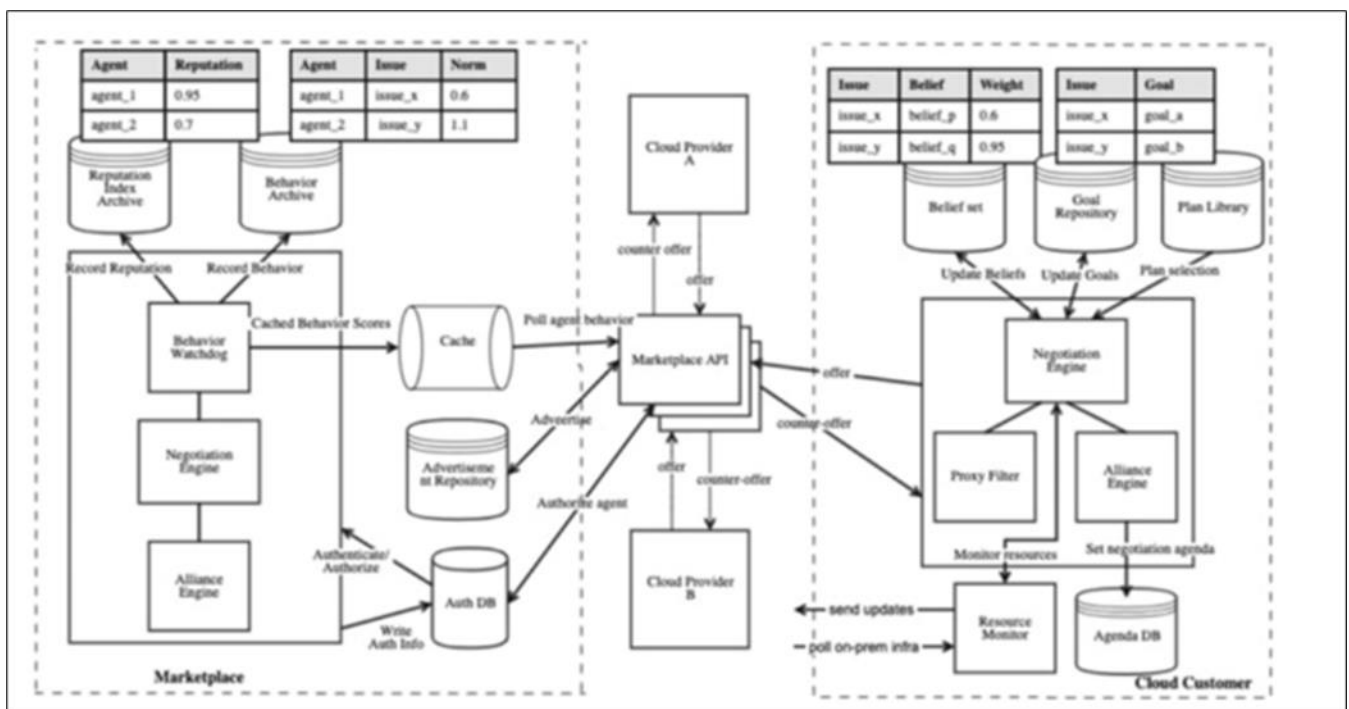 Agent Reputation
agent_1 0.95
agent_2 0.7
Agent Issue Norm
agent_1 issue_x 0.6
agent_2 issue_y 1.1
Reputation
Index
Archive
Behavior
Archive
Record Reputation
Record Behavior
Behavior
Watchdog
Cached Behavior Scores
Cache
Negotiation
Engine
Alliance
Engine
Advertiseme
nt Repository
Authenticate/
Authorize
Auth DB
Write
Auth Info
Marketplace
Cloud Provider
A
counter offer
offer
Poll agent behavior
Marketplace API
Adveertise
Authorize agent
offer
counter-offer
Cloud Provider
B
offer
counter-offer
Issue Belief Weight
issue_x belief_p 0.6
issue_y belief_q 0.95
Issue Goal
issue_x goal_a
issue_y goal_b
Belief set
Goal
Repository
Plan Library
Update Beliefs
Update Goals
Plan selection
Negotiation
Engine
Proxy Filter
Alliance
Engine
Monitor resources
Set negotiation agenda
send updates
poll on-prem infra
Resource
Monitor
Agenda DB
Cloud Customer